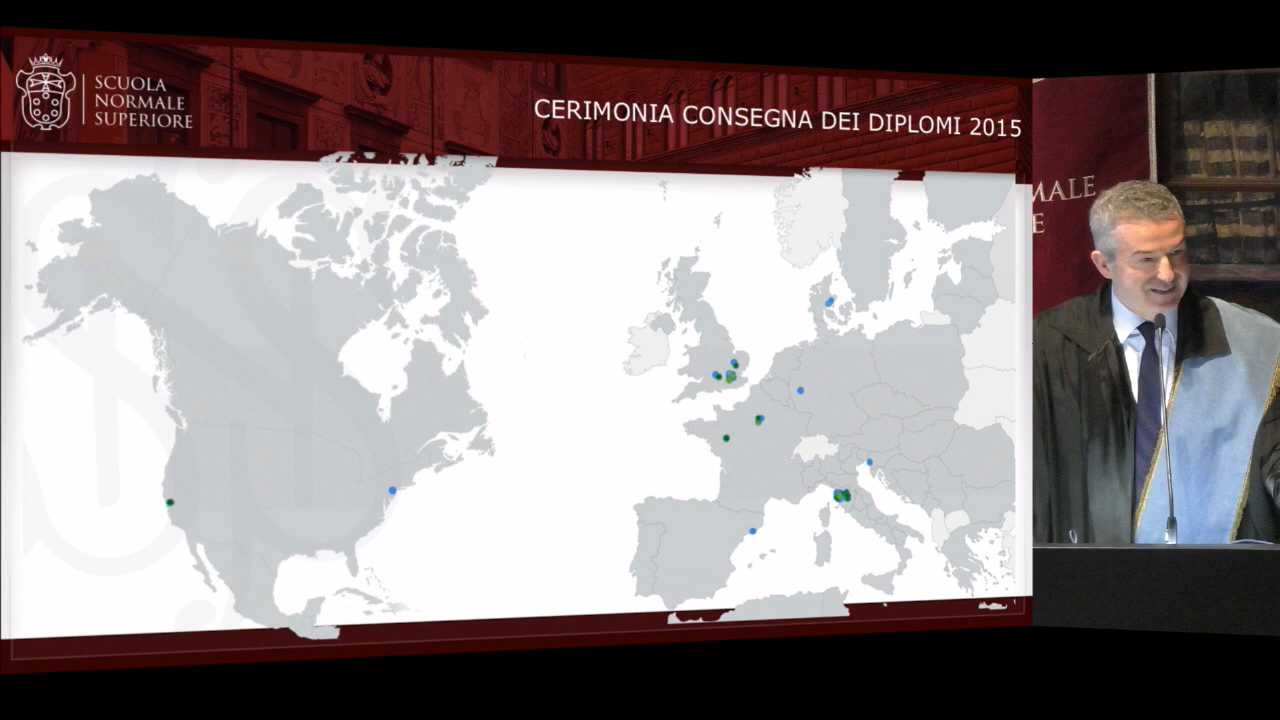 SCUOLA
NORMALE
SUPERIORE
CERIMONIA CONSEGNA DEI DIPLOMI 2015
MALE
E